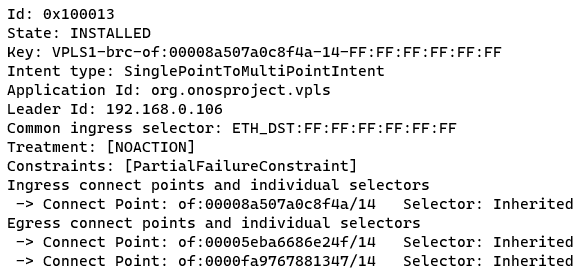 Id: 0x100013
State: INSTALLED
Key: VPLS1-brc-of:00008a507a0c8f4a-14-FF:FF:FF:FF:FF:FF
Intent type: SinglePointToMultiPointIntent
Application Id: org.onosproject.vpls
Leader Id: 192.168.0.106
Common ingress selector: ETH_DST:FF:FF:FF:FF:FF:FF
Treatment: [NOACTION]
Constraints: [PartialFailureConstraint]
Ingress connect points and individual selectors
 -> Connect Point: of:00008a507a0c8f4a/14   Selector: Inherited
Egress connect points and individual selectors
 -> Connect Point: of:00005eba6686e24f/14   Selector: Inherited
 -> Connect Point: of:0000fa9767881347/14   Selector: Inherited